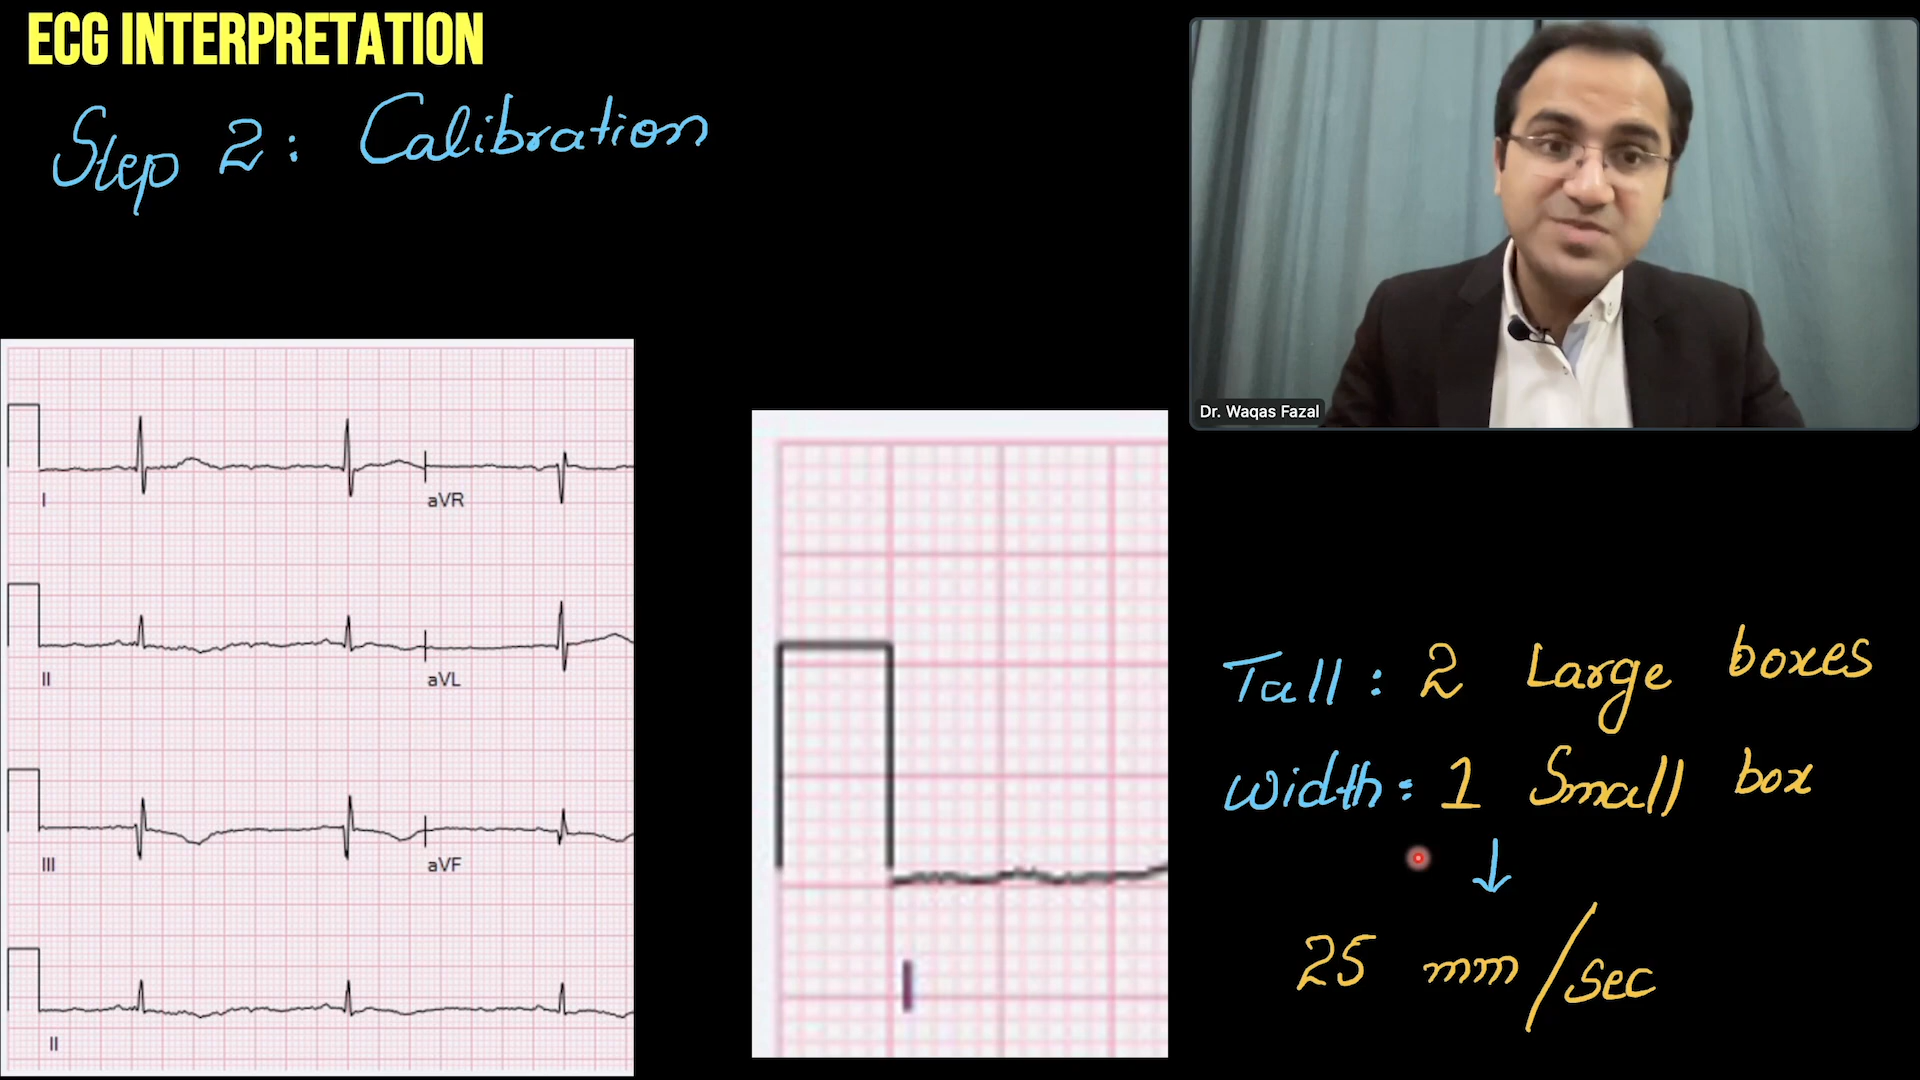 ECG INTERPRETATION
Step 2: Calibration
Dr. Waqas Fazal
I
aVR
II
aVL
III
aVF
II
I
Tall: 2 Large boxes
Width: 1 Small box
↓
25 mm/sec